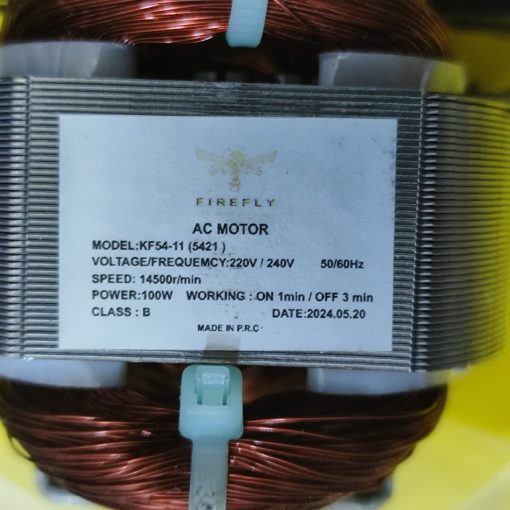 FIREFLY
AC MOTOR
MODEL:KF54-11 (5421 )
VOLTAGE/FREQUEMCY:220V / 240V 50/60Hz
SPEED: 14500r/min
POWER:100W WORKING : ON 1min / OFF 3 min
CLASS : B DATE:2024.05.20
MADE IN P.R.C